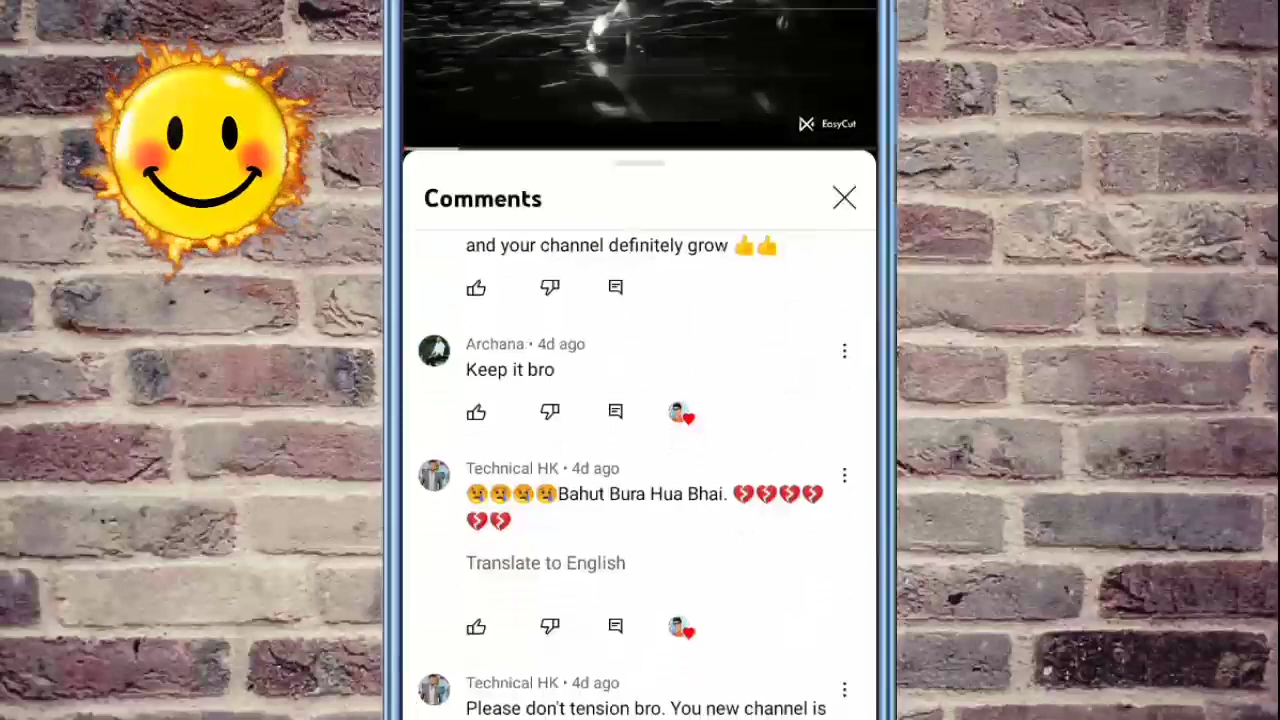 EasyCut
Comments
and your channel definitely grow 👍👍
Archana • 4d ago
Keep it bro
Technical HK • 4d ago
😢😢😢😢Bahut Bura Hua Bhai. 💔💔💔💔
💔💔
Translate to English
Technical HK • 4d ago
Please don't tension bro. You new channel is